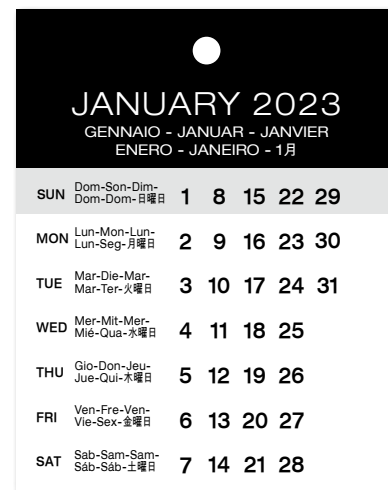 JANUARY 2023
GENNAIO - JANUAR - JANVIER
ENERO - JANEIRO - 1月
SUN Dom-Son-Dim-
Dom-Dom-日曜日 1 8 15 22 29
MON Lun-Mon-Lun-
Lun-Seg-月曜日 2 9 16 23 30
TUE Mar-Die-Mar-
Mar-Ter-火曜日 3 10 17 24 31
WED Mer-Mit-Mer-
Mié-Qua-水曜日 4 11 18 25
THU Gio-Don-Jeu-
Jue-Qui-木曜日 5 12 19 26
FRI Ven-Fre-Ven-
Vie-Sex-金曜日 6 13 20 27
SAT Sab-Sam-Sam-
Sáb-Sáb-土曜日 7 14 21 28